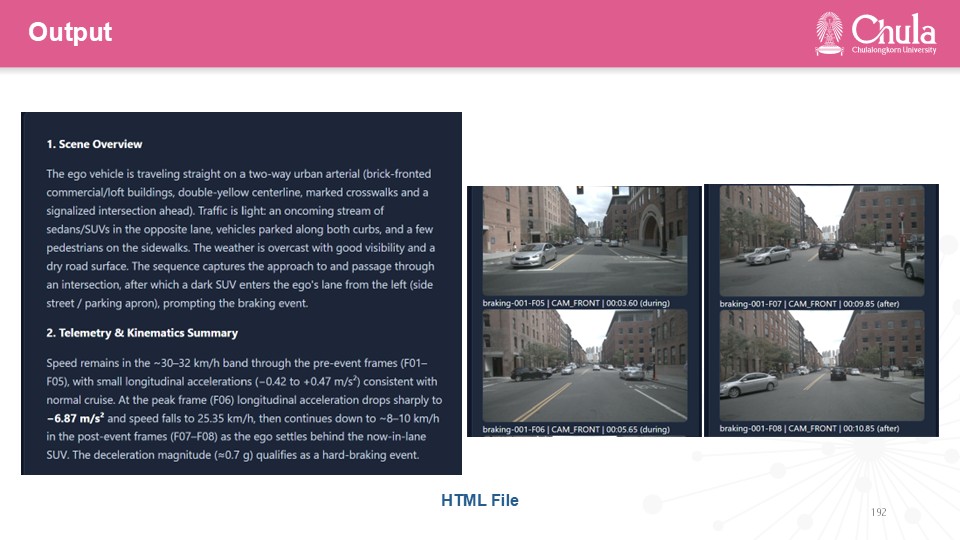 Output
Chula
Chulalongkorn University
1. Scene Overview
The ego vehicle is traveling straight on a two-way urban arterial (brick-fronted
commercial/loft buildings, double-yellow centerline, marked crosswalks and a
signalized intersection ahead). Traffic is light: an oncoming stream of
sedans/SUVs in the opposite lane, vehicles parked along both curbs, and a few
pedestrians on the sidewalks. The weather is overcast with good visibility and a
dry road surface. The sequence captures the approach to and passage through
an intersection, after which a dark SUV enters the ego's lane from the left (side
street / parking apron), prompting the braking event.
2. Telemetry & Kinematics Summary
Speed remains in the ~30–32 km/h band through the pre-event frames (F01–
F05), with small longitudinal accelerations (−0.42 to +0.47 m/s²) consistent with
normal cruise. At the peak frame (F06) longitudinal acceleration drops sharply to
−6.87 m/s² and speed falls to 25.35 km/h, then continues down to ~8–10 km/h
in the post-event frames (F07–F08) as the ego settles behind the now-in-lane
SUV. The deceleration magnitude (≈0.7 g) qualifies as a hard-braking event.
braking-001-F05 | CAM_FRONT | 00:03.60 (during)
braking-001-F06 | CAM_FRONT | 00:05.65 (during)
braking-001-F07 | CAM_FRONT | 00:09.85 (after)
braking-001-F08 | CAM_FRONT | 00:10.85 (after)
HTML File
192